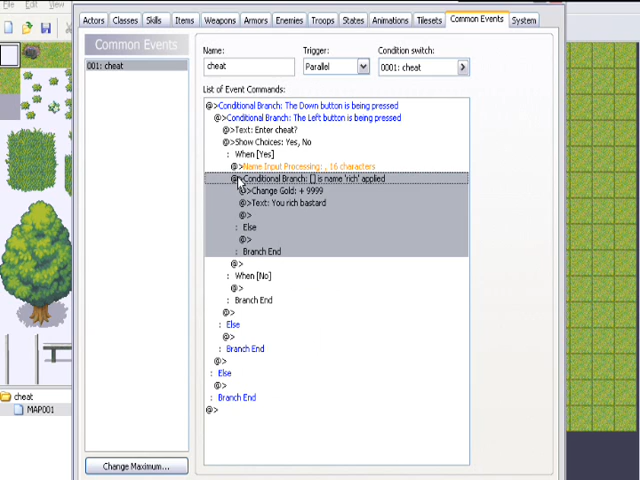 File Edit View
Actors Classes Skills Items Weapons Armors Enemies Troops States Animations Tilesets Common Events System
Common Events
001: cheat
Name:
cheat
Trigger:
Parallel
Condition switch:
0001: cheat
List of Event Commands:
@>Conditional Branch: The Down button is being pressed
@>Conditional Branch: The Left button is being pressed
@>Text: Enter cheat?
@>Show Choices: Yes, No
: When [Yes]
@>Name Input Processing: , 16 characters
@>Conditional Branch: [] is name 'rich' applied
@>Change Gold: + 9999
@>Text: You rich bastard
@>
: Else
@>
: Branch End
@>
: When [No]
@>
: Branch End
@>
: Else
@>
: Branch End
@>
: Else
@>
: Branch End
@>
cheat
MAP001
Change Maximum...